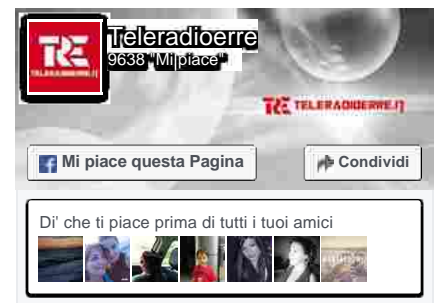 TRE
TELERADIOERRE.IT
Teleradioerre
9638 "Mi piace"
TRE TELERADIOERRE.IT
Mi piace questa Pagina
Condividi
Di' che ti piace prima di tutti i tuoi amici